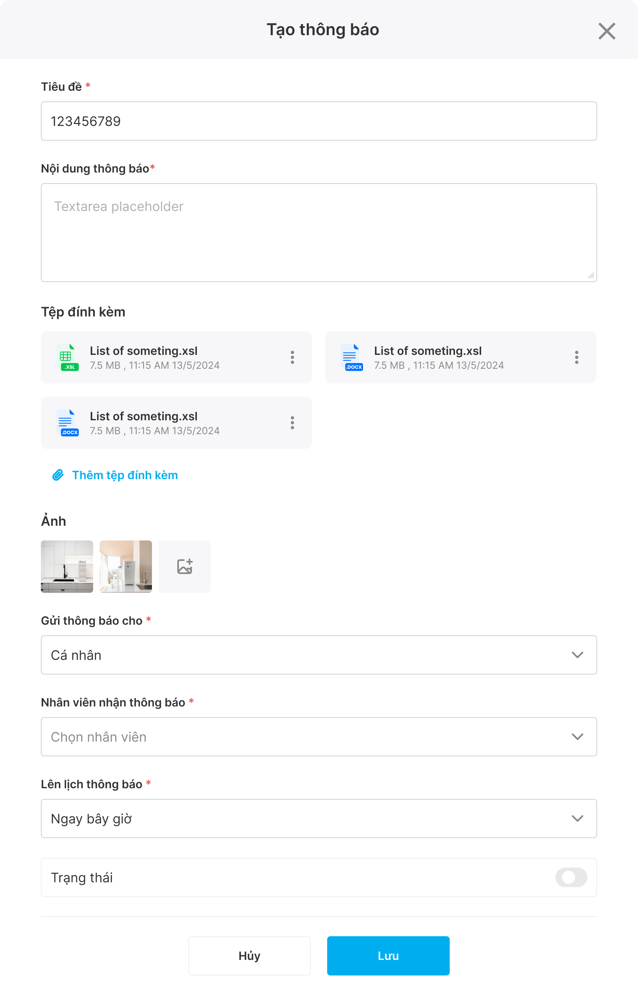 Tạo thông báo
Tiêu đề *
123456789
Nội dung thông báo*
Textarea placeholder
Tệp đính kèm
List of someting.xsl
7.5 MB , 11:15 AM 13/5/2024
.XSL
List of someting.xsl
7.5 MB , 11:15 AM 13/5/2024
.DOCX
List of someting.xsl
7.5 MB , 11:15 AM 13/5/2024
.DOCX
Thêm tệp đính kèm
Ảnh
Gửi thông báo cho *
Cá nhân
Nhân viên nhận thông báo *
Chọn nhân viên
Lên lịch thông báo *
Ngay bây giờ
Trạng thái
Hủy
Lưu